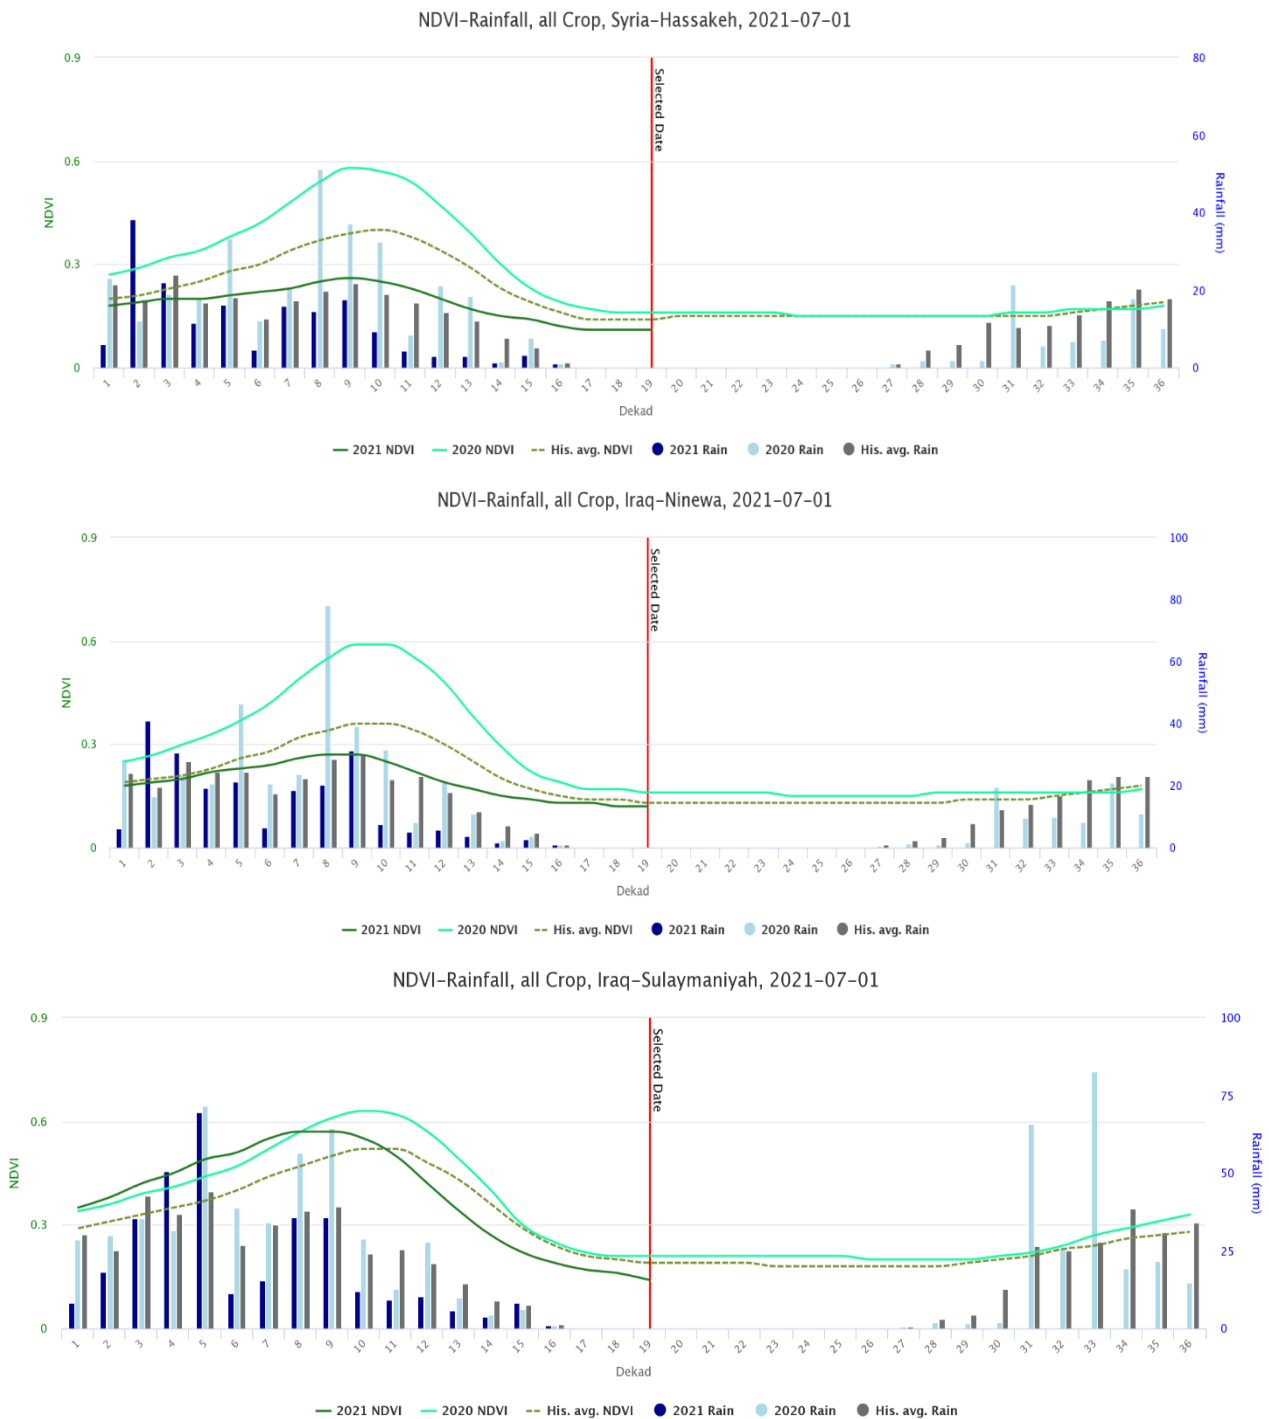 NDVI-Rainfall, all Crop, Syria-Hassakeh, 2021-07-01
0.9
0.6
0.3
0
NDVI
80
60
40
20
0
Rainfall (mm)
Selected Date
1 2 3 4 5 6 7 8 9 10 11 12 13 14 15 16 17 18 19 20 21 22 23 24 25 26 27 28 29 30 31 32 33 34 35 36
Dekad
2021 NDVI 2020 NDVI His. avg. NDVI 2021 Rain 2020 Rain His. avg. Rain
NDVI-Rainfall, all Crop, Iraq-Ninewa, 2021-07-01
0.9
0.6
0.3
0
NDVI
100
80
60
40
20
0
Rainfall (mm)
Selected Date
1 2 3 4 5 6 7 8 9 10 11 12 13 14 15 16 17 18 19 20 21 22 23 24 25 26 27 28 29 30 31 32 33 34 35 36
Dekad
2021 NDVI 2020 NDVI His. avg. NDVI 2021 Rain 2020 Rain His. avg. Rain
NDVI-Rainfall, all Crop, Iraq-Sulaymaniyah, 2021-07-01
0.9
0.6
0.3
0
NDVI
100
75
50
25
0
Rainfall (mm)
Selected Date
1 2 3 4 5 6 7 8 9 10 11 12 13 14 15 16 17 18 19 20 21 22 23 24 25 26 27 28 29 30 31 32 33 34 35 36
Dekad
2021 NDVI 2020 NDVI His. avg. NDVI 2021 Rain 2020 Rain His. avg. Rain